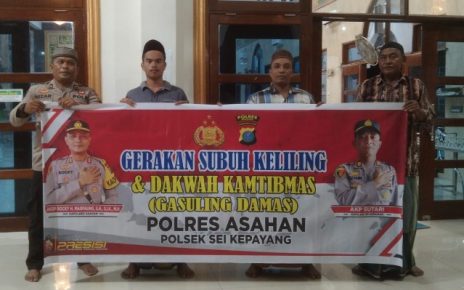 GERAKAN SUBUH KELILING
& DAKWAH KAMTIBMAS
(GASULING DAMAS)
POLRES ASAHAN
POLSEK SEI KEPAYANG
AKP SUTARI
PRESISI